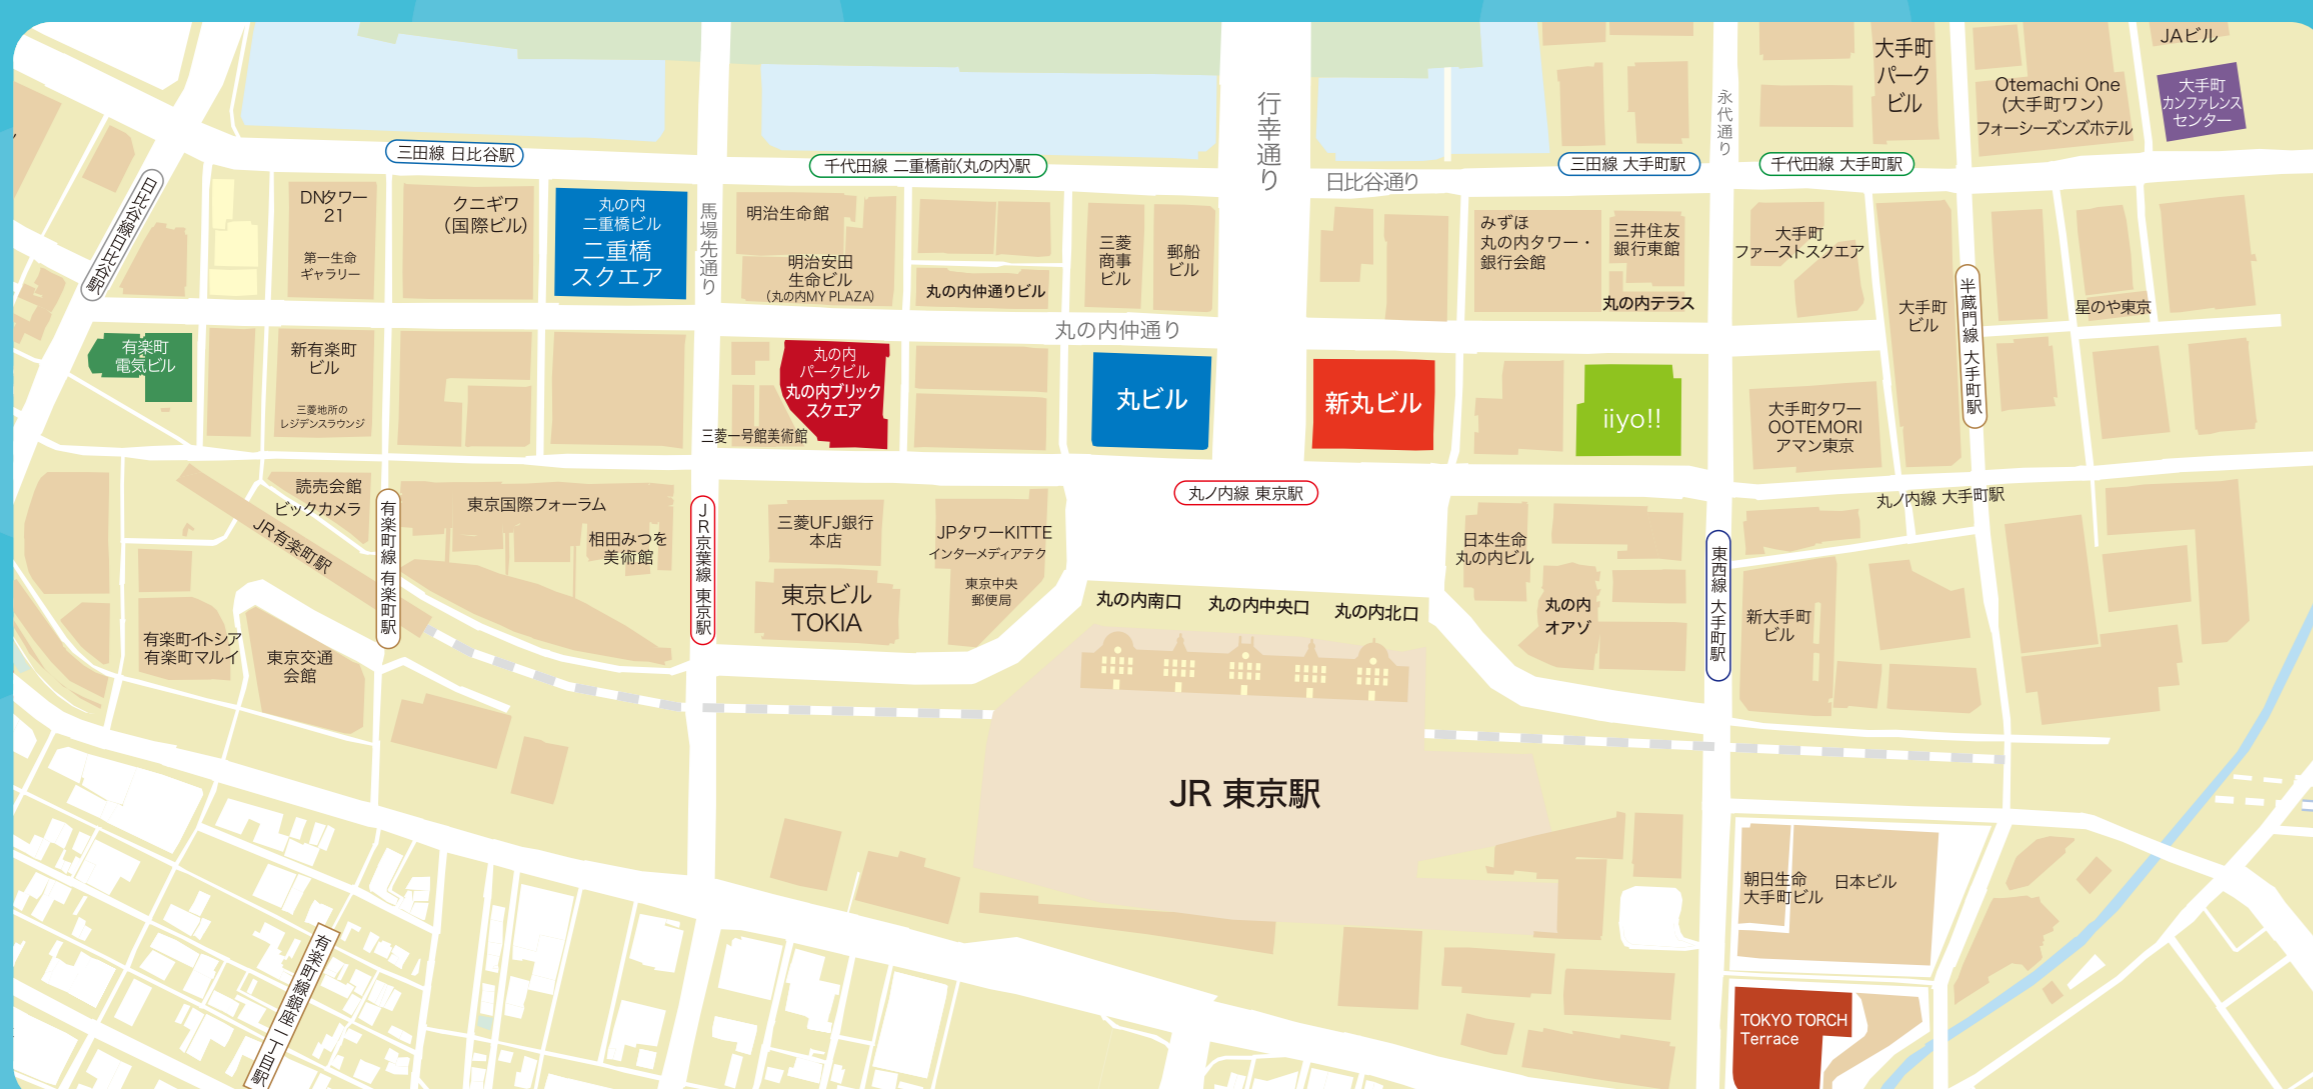 JAビル
大手町
パーク
ビル
Otemachi One
(大手町ワン)
フォーシーズンズホテル
大手町
カンファレンス
センター
行幸通り
永代通り
三田線 日比谷駅
千代田線 二重橋前〈丸の内〉駅
日比谷通り
三田線 大手町駅
千代田線 大手町駅
日比谷線 日比谷駅
DNタワー
21
第一生命
ギャラリー
クニギワ
(国際ビル)
丸の内
二重橋ビル
二重橋
スクエア
馬場先通り
明治生命館
明治安田
生命ビル
(丸の内MY PLAZA)
丸の内仲通りビル
三菱
商事
ビル
郵船
ビル
みずほ
丸の内タワー・
銀行会館
三井住友
銀行東館
丸の内テラス
大手町
ファーストスクエア
大手町
ビル
半蔵門線 大手町駅
星のや東京
丸の内仲通り
有楽町
電気ビル
新有楽町
ビル
三菱地所の
レジデンスラウンジ
丸の内
パークビル
丸の内ブリック
スクエア
三菱一号館美術館
丸ビル
新丸ビル
iiyo!!
大手町タワー
OOTEMORI
アマン東京
丸ノ内線 東京駅
丸ノ内線 大手町駅
読売会館
ビックカメラ
JR有楽町駅
有楽町線 有楽町駅
東京国際フォーラム
相田みつを
美術館
JR京葉線 東京駅
三菱UFJ銀行
本店
東京ビル
TOKIA
JPタワーKITTE
インターメディアテク
東京中央
郵便局
丸の内南口
丸の内中央口
丸の内北口
日本生命
丸の内ビル
丸の内
オアゾ
東西線 大手町駅
新大手町
ビル
有楽町イトシア
有楽町マルイ
東京交通
会館
JR 東京駅
朝日生命
大手町ビル
日本ビル
有楽町線銀座一丁目駅
TOKYO TORCH
Terrace